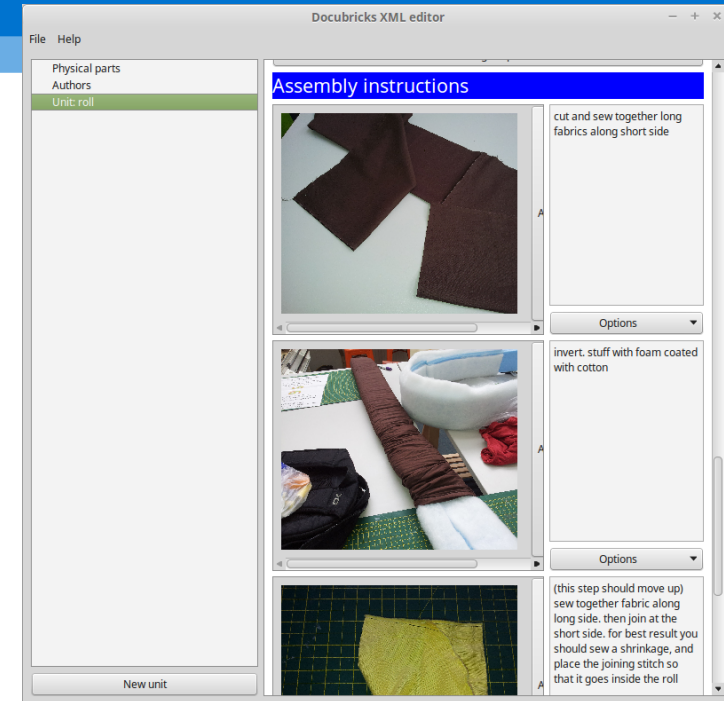 Docubricks XML editor
File Help
Physical parts
Authors
Unit: roll
New unit
Assembly instructions
cut and sew together long
fabrics along short side
Options
invert. stuff with foam coated
with cotton
Options
(this step should move up)
sew together fabric along
long side. then join at the
short side. for best result you
should sew a shrinkage, and
place the joining stitch so
that it goes inside the roll